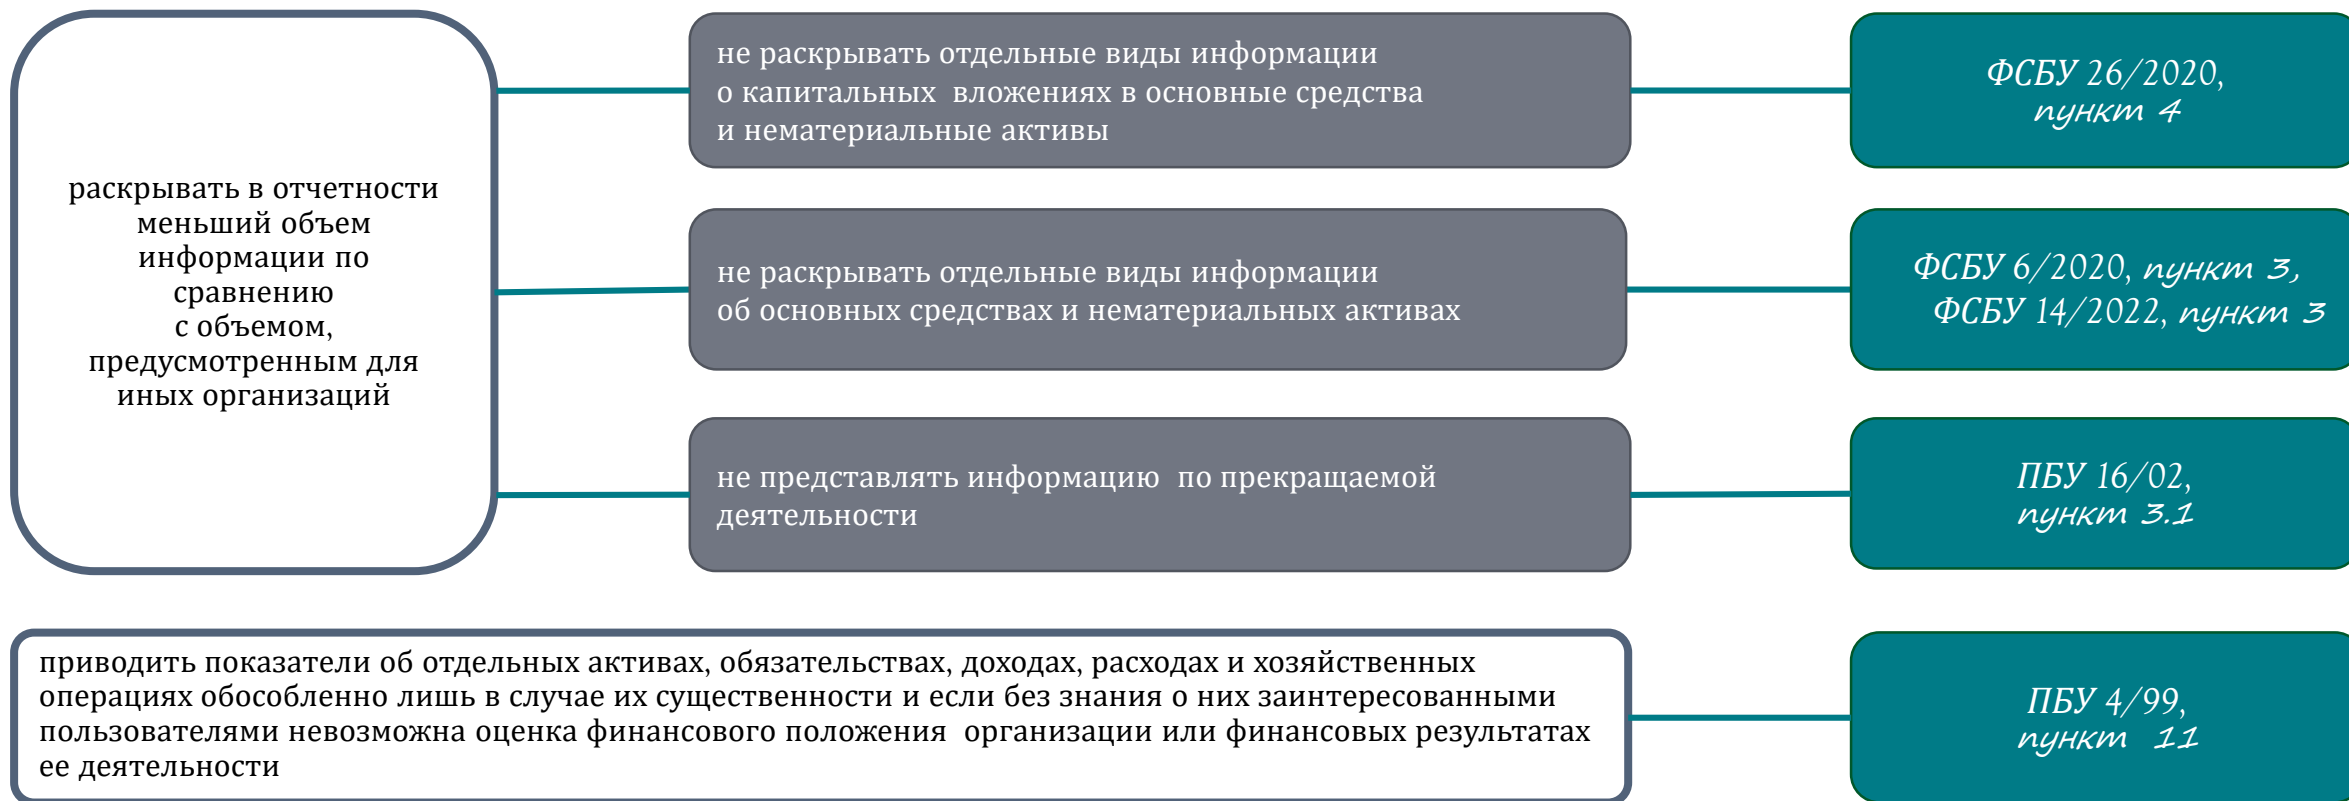 раскрывать в отчетности
меньший объем
информации по
сравнению
с объемом,
предусмотренным для
иных организаций
не раскрывать отдельные виды информации
о капитальных вложениях в основные средства
и нематериальные активы
ФСБУ 26/2020,
пункт 4
не раскрывать отдельные виды информации
об основных средствах и нематериальных активах
ФСБУ 6/2020, пункт 3,
ФСБУ 14/2022, пункт 3
не представлять информацию по прекращаемой
деятельности
ПБУ 16/02,
пункт 3.1
приводить показатели об отдельных активах, обязательствах, доходах, расходах и хозяйственных
операциях обособленно лишь в случае их существенности и если без знания о них заинтересованными
пользователями невозможна оценка финансового положения организации или финансовых результатах
ее деятельности
ПБУ 4/99,
пункт 11